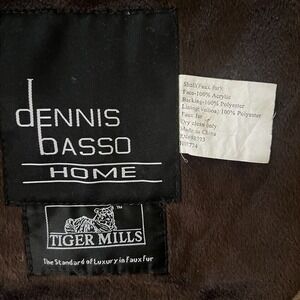 dENNIS
basso
HOME
TIGER MILLS
The Standard of Luxury in Faux Fur
Shell(Faux fur):
Face-100% Acrylic
Backing-100% Polyester
Lining(velboa) 100% Polyester
Faux fur
Dry clean only
Made in China